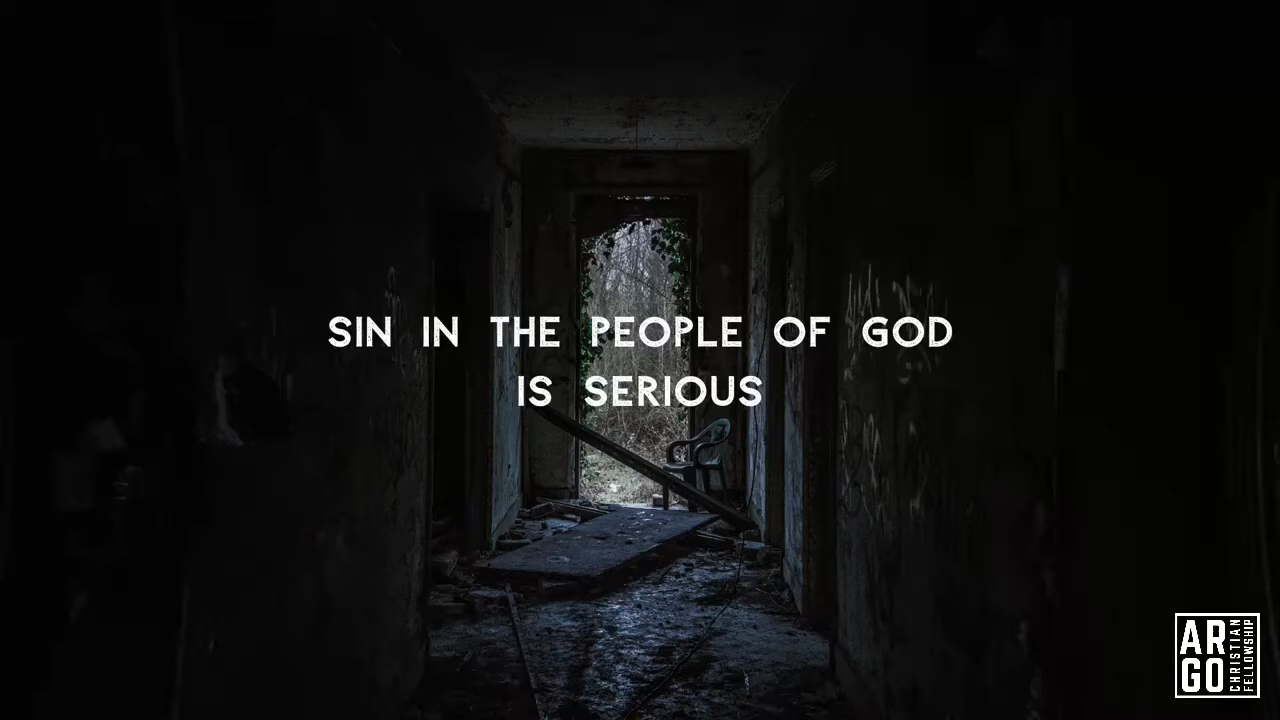 SIN IN THE PEOPLE OF GOD
IS SERIOUS
AR
GO
CHRISTIAN
FELLOWSHIP